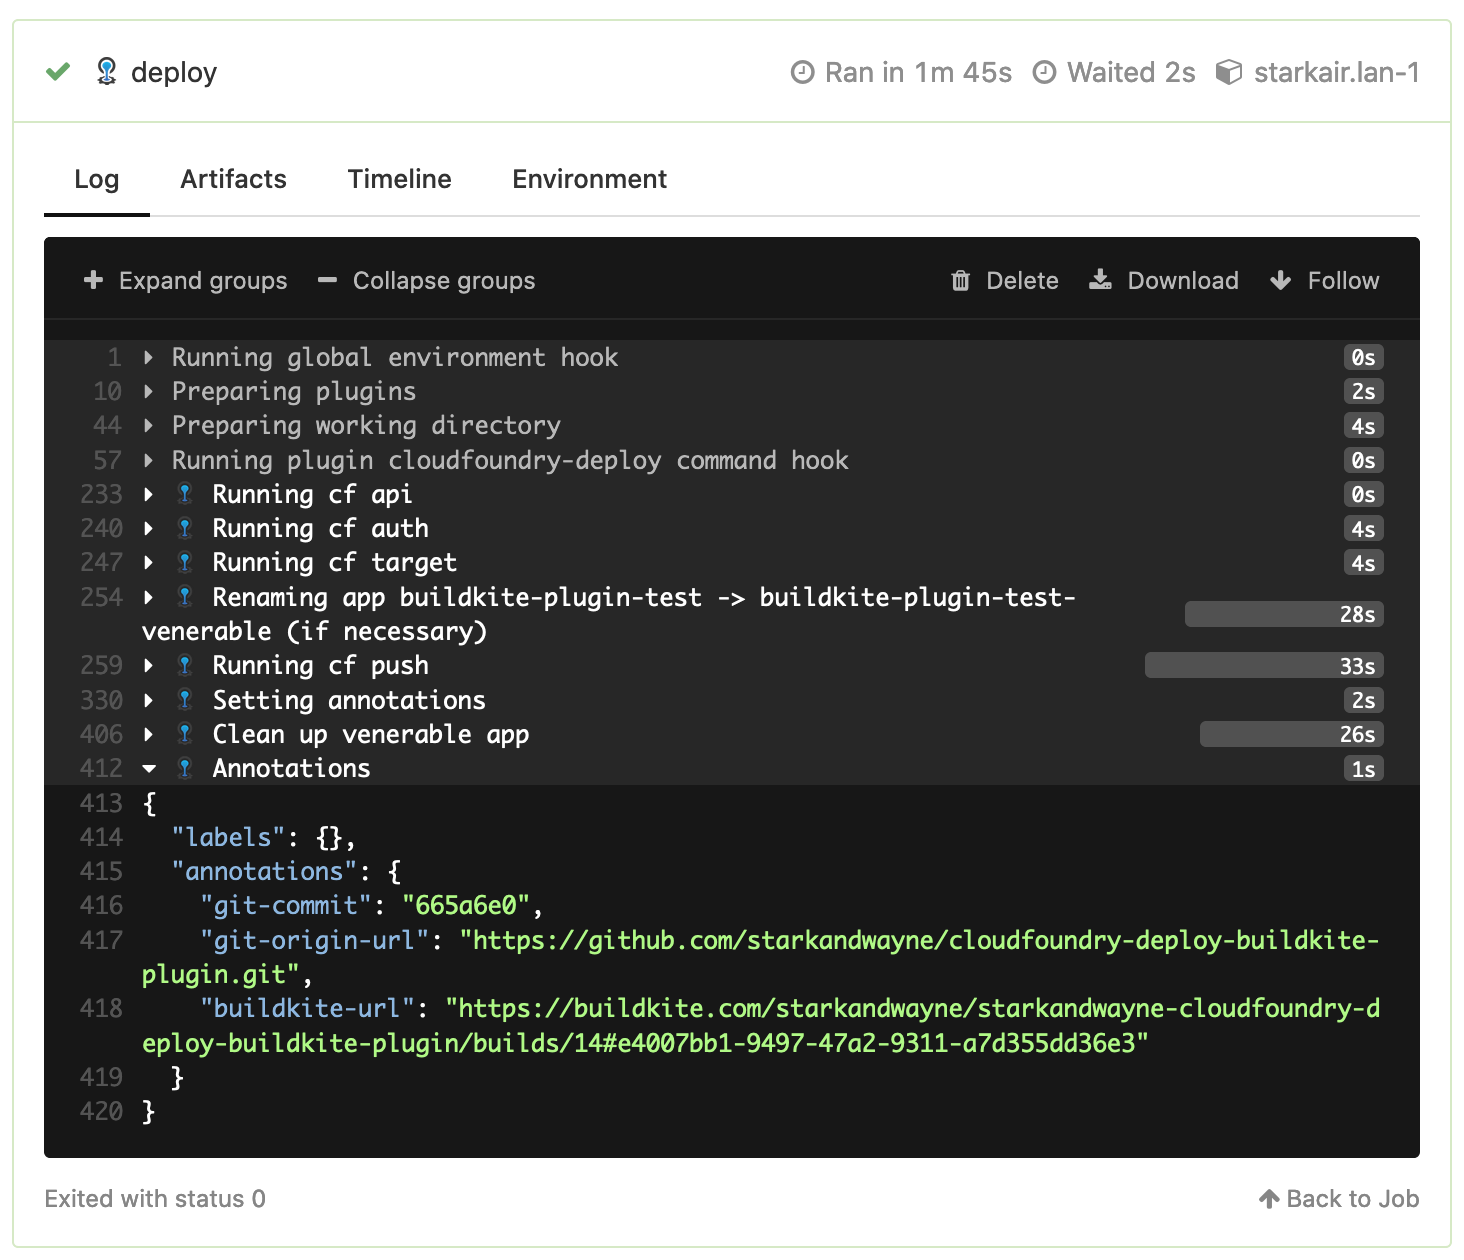 deploy Ran in 1m 45s Waited 2s starkair.lan-1
Log Artifacts Timeline Environment
Expand groups Collapse groups Delete Download Follow
1 Running global environment hook 0s
10 Preparing plugins 2s
44 Preparing working directory 4s
57 Running plugin cloudfoundry-deploy command hook 0s
233 Running cf api 0s
240 Running cf auth 4s
247 Running cf target 4s
254 Renaming app buildkite-plugin-test -> buildkite-plugin-test-
venerable (if necessary) 28s
259 Running cf push 33s
330 Setting annotations 2s
406 Clean up venerable app 26s
412 Annotations 1s
413 {
414 "labels": {},
415 "annotations": {
416 "git-commit": "665a6e0",
417 "git-origin-url": "https://github.com/starkandwayne/cloudfoundry-deploy-buildkite-
plugin.git",
418 "buildkite-url": "https://buildkite.com/starkandwayne/starkandwayne-cloudfoundry-d
eploy-buildkite-plugin/builds/14#e4007bb1-9497-47a2-9311-a7d355dd36e3"
419 }
420 }
Exited with status 0 Back to Job